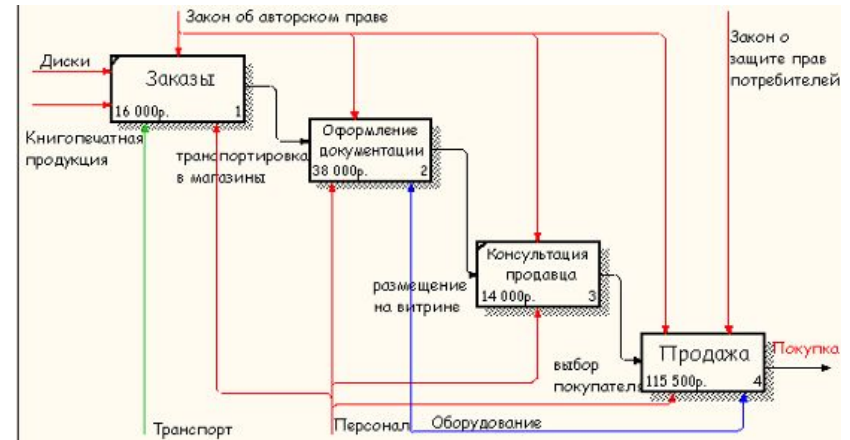 Закон об авторском праве
Диски
Закон о
защите прав
потребителей
Заказы
16 000р. 1
Книгопечатная
продукция
транспортировка
в магазины
Оформление
документации
38 000р. 2
Консультация
продавца
14 000р. 3
размещение
на витрине
Продажа
115 500р. 4
Покупка
выбор
покупателя
Транспорт
Персонал
Оборудование